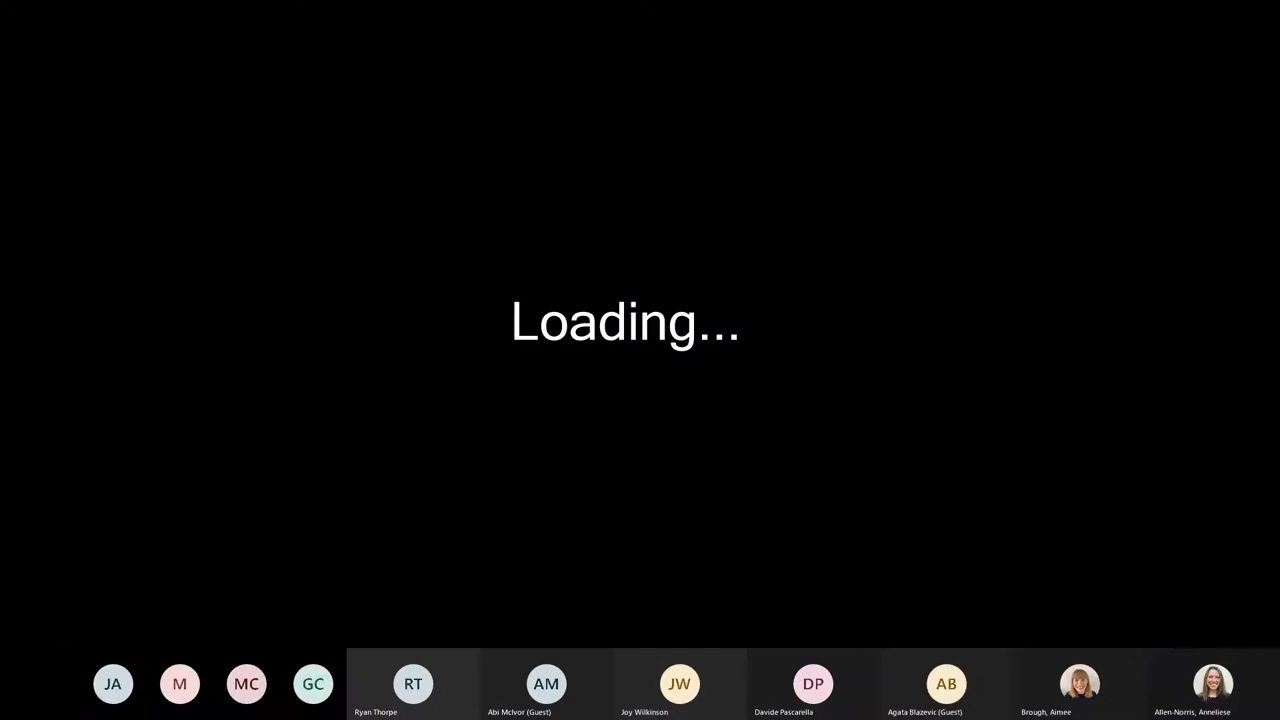 Loading...
JA
M
MC
GC
RT
AM
JW
DP
AB
Ryan Thorpe
Abi McIvor (Guest)
Joy Wilkinson
Davide Pascarella
Agata Blazevic (Guest)
Brough, Aimee
Allen-Norris, Anneliese